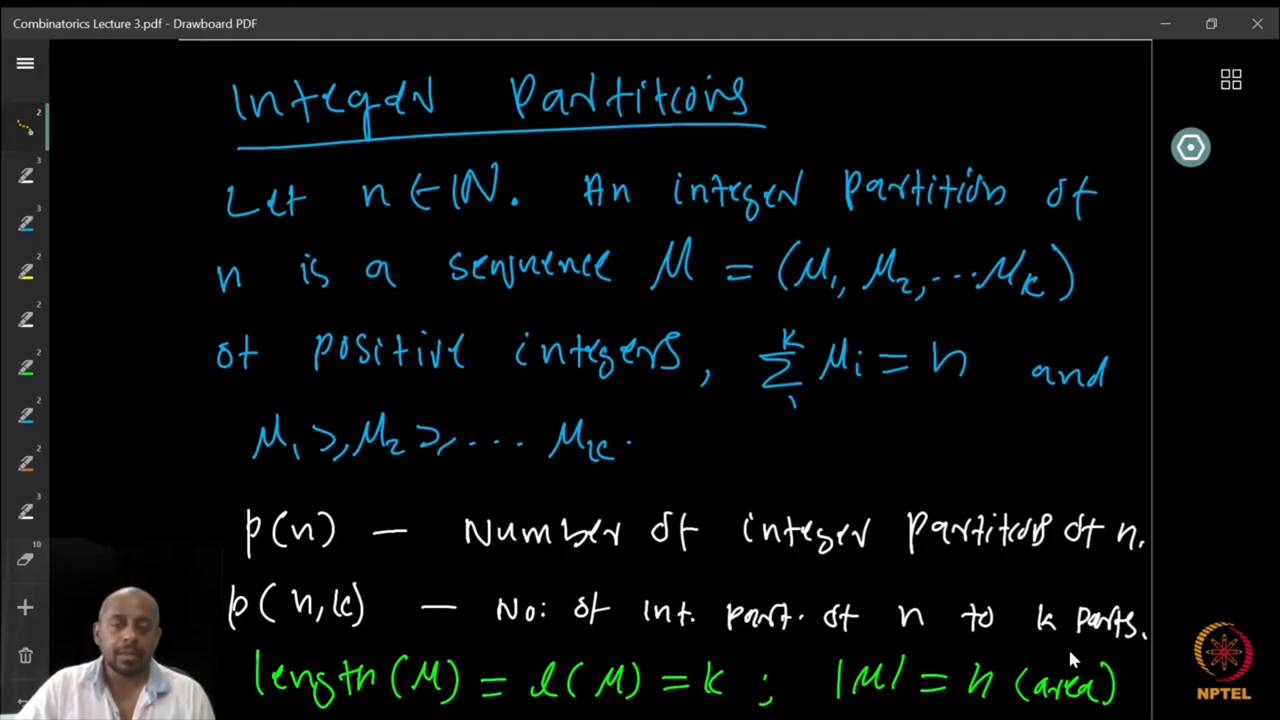 Combinatorics Lecture 3.pdf - Drawboard PDF
Integer Partitions
Let n ∈ ℕ. An integer partition of
n is a sequence μ = (μ₁, μ₂, ... μₖ)
of positive integers, ∑₁ᵏ μᵢ = n and
μ₁ ≥ μ₂ ≥ ... μₖ.
p(n) — Number of integer partitions of n.
p(n,k) — No: of int. part. of n to k parts.
length(μ) = l(μ) = k ; |μ| = n (area)
NPTEL